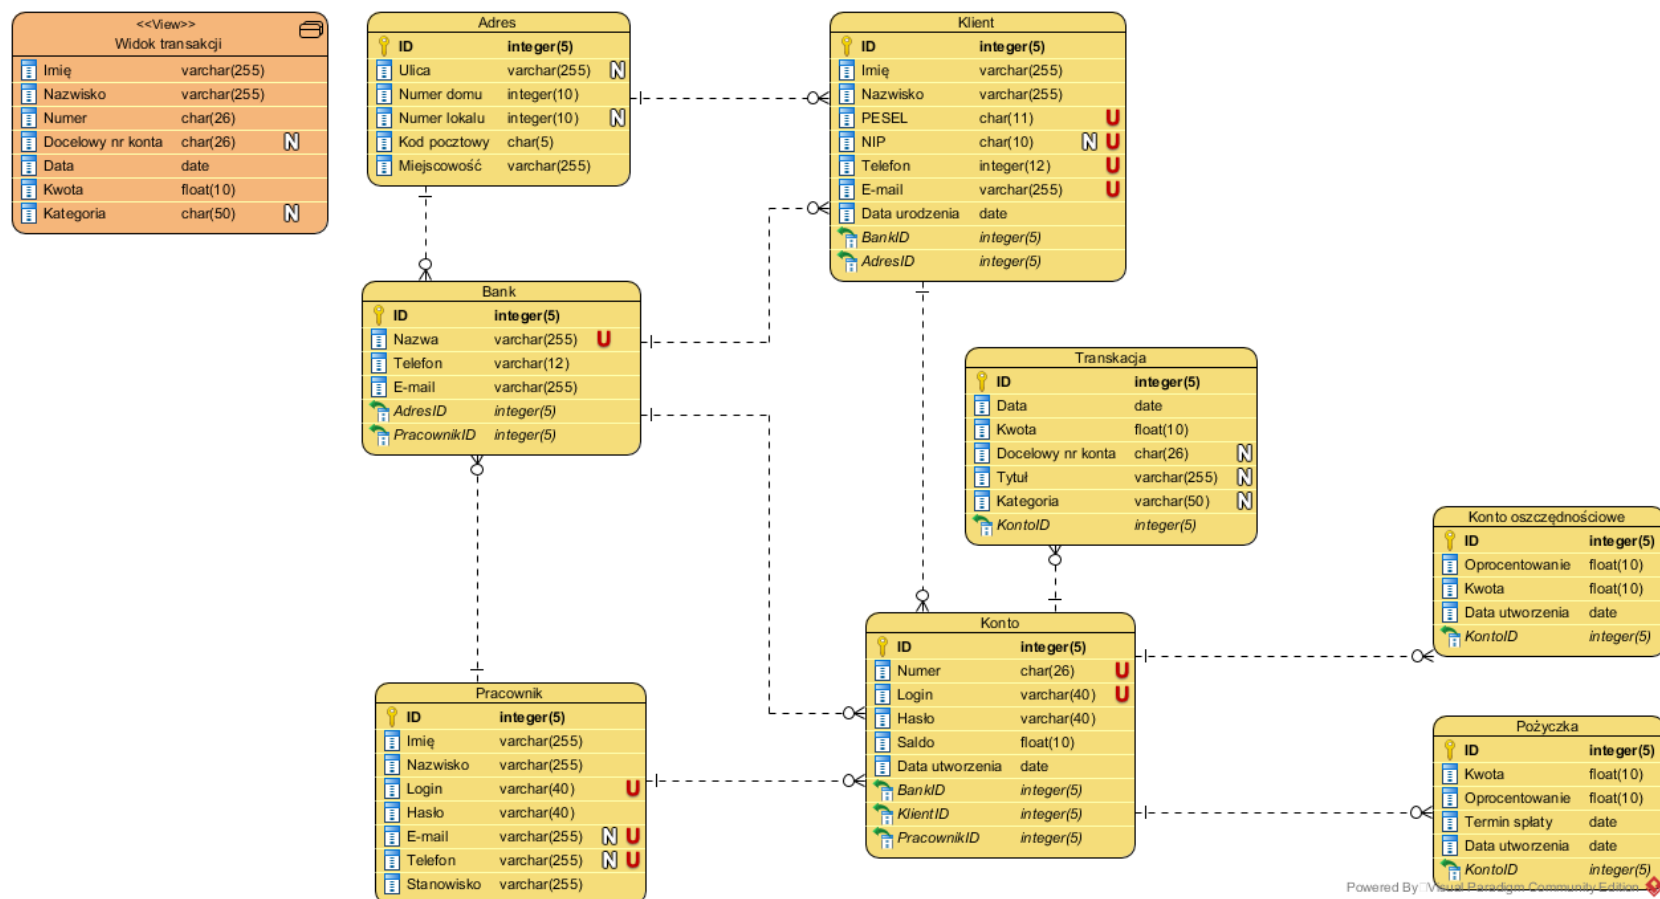 <<View>>
Widok transakcji
Imię varchar(255)
Nazwisko varchar(255)
Numer char(26)
Docelowy nr konta char(26) N
Data date
Kwota float(10)
Kategoria char(50) N
Adres
ID integer(5)
Ulica varchar(255) N
Numer domu integer(10)
Numer lokalu integer(10) N
Kod pocztowy char(5)
Miejscowość varchar(255)
Klient
ID integer(5)
Imię varchar(255)
Nazwisko varchar(255)
PESEL char(11) U
NIP char(10) N U
Telefon integer(12) U
E-mail varchar(255) U
Data urodzenia date
BankID integer(5)
AdresID integer(5)
Bank
ID integer(5)
Nazwa varchar(255) U
Telefon varchar(12)
E-mail varchar(255)
AdresID integer(5)
PracownikID integer(5)
Transkacja
ID integer(5)
Data date
Kwota float(10)
Docelowy nr konta char(26) N
Tytuł varchar(255) N
Kategoria varchar(50) N
KontoID integer(5)
Konto oszczędnościowe
ID integer(5)
Oprocentowanie float(10)
Kwota float(10)
Data utworzenia date
KontoID integer(5)
Pracownik
ID integer(5)
Imię varchar(255)
Nazwisko varchar(255)
Login varchar(40) U
Hasło varchar(40)
E-mail varchar(255) N U
Telefon varchar(255) N U
Stanowisko varchar(255)
Konto
ID integer(5)
Numer char(26) U
Login varchar(40) U
Hasło varchar(40)
Saldo float(10)
Data utworzenia date
BankID integer(5)
KlientID integer(5)
PracownikID integer(5)
Pożyczka
ID integer(5)
Kwota float(10)
Oprocentowanie float(10)
Termin spłaty date
Data utworzenia date
KontoID integer(5)
Powered By Visual Paradigm Community Edition